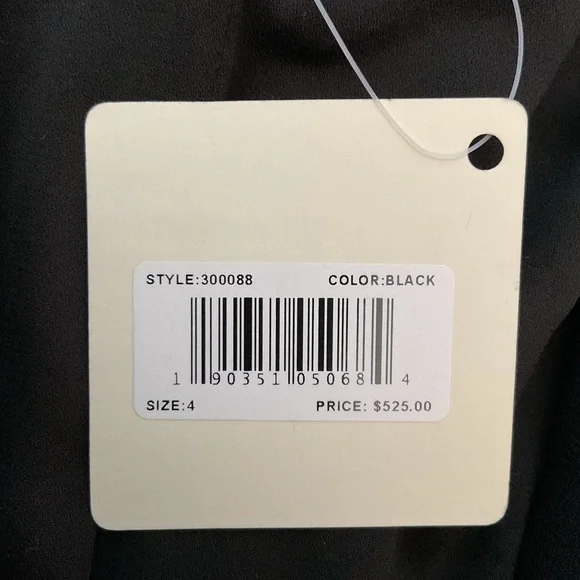 STYLE:300088 COLOR:BLACK
1 90351 05068 4
SIZE:4 PRICE: $525.00